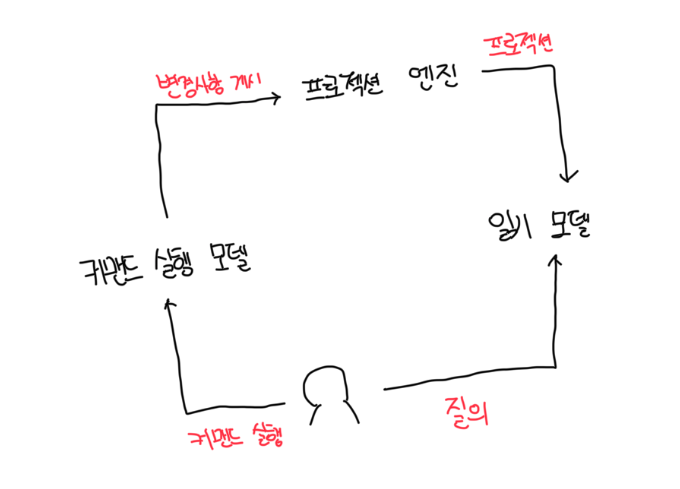 프로젝션
변경사항 게시
프로젝션 엔진
읽기 모델
커맨드 실행 모델
질의
커맨드 실행